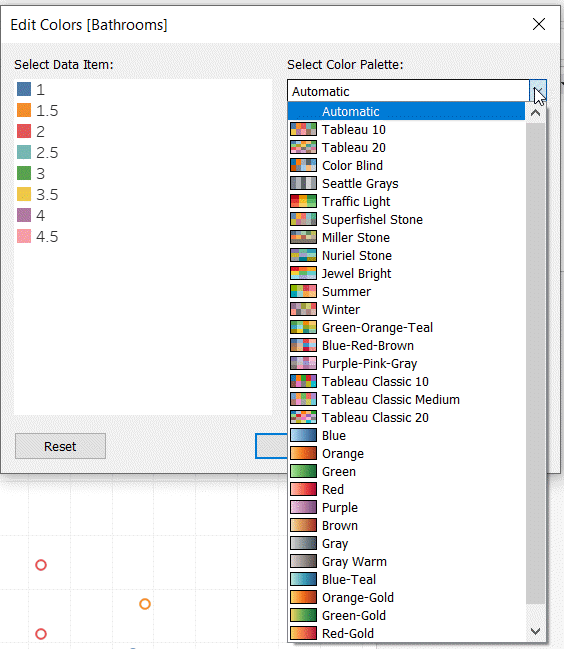 Edit Colors [Bathrooms]
Select Data Item:
1
1.5
2
2.5
3
3.5
4
4.5
Reset
Select Color Palette:
Automatic
Automatic
Tableau 10
Tableau 20
Color Blind
Seattle Grays
Traffic Light
Superfishel Stone
Miller Stone
Nuriel Stone
Jewel Bright
Summer
Winter
Green-Orange-Teal
Blue-Red-Brown
Purple-Pink-Gray
Tableau Classic 10
Tableau Classic Medium
Tableau Classic 20
Blue
Orange
Green
Red
Purple
Brown
Gray
Gray Warm
Blue-Teal
Orange-Gold
Green-Gold
Red-Gold